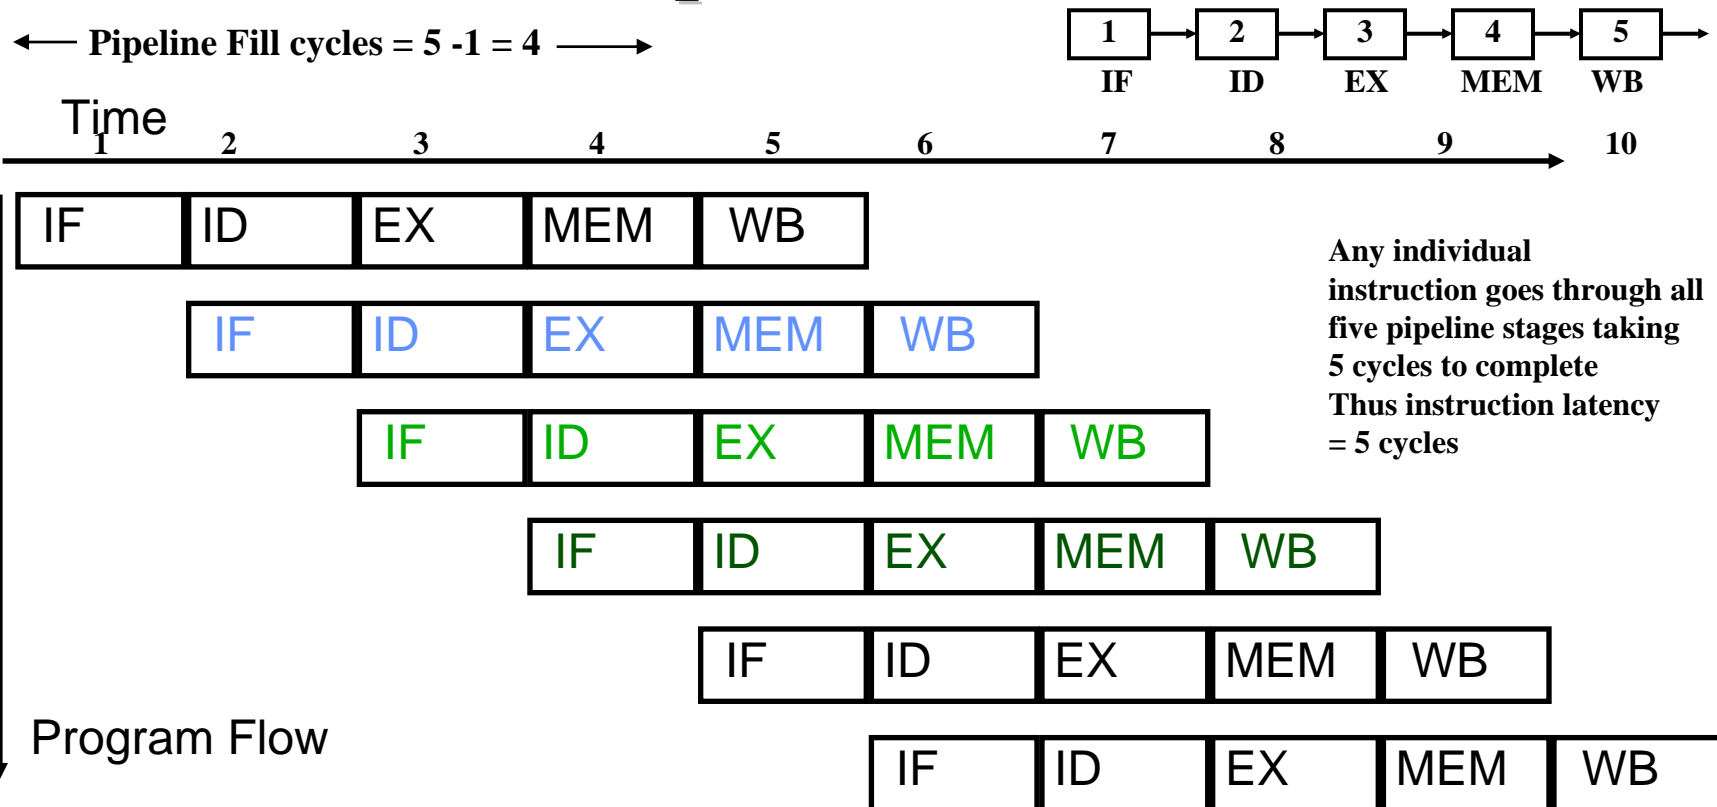 Pipeline Fill cycles = 5 -1 = 4
1 2 3 4 5
IF ID EX MEM WB
Time
1 2 3 4 5 6 7 8 9 10
IF ID EX MEM WB
IF ID EX MEM WB
IF ID EX MEM WB
IF ID EX MEM WB
IF ID EX MEM WB
IF ID EX MEM WB
Any individual
instruction goes through all
five pipeline stages taking
5 cycles to complete
Thus instruction latency
= 5 cycles
Program Flow